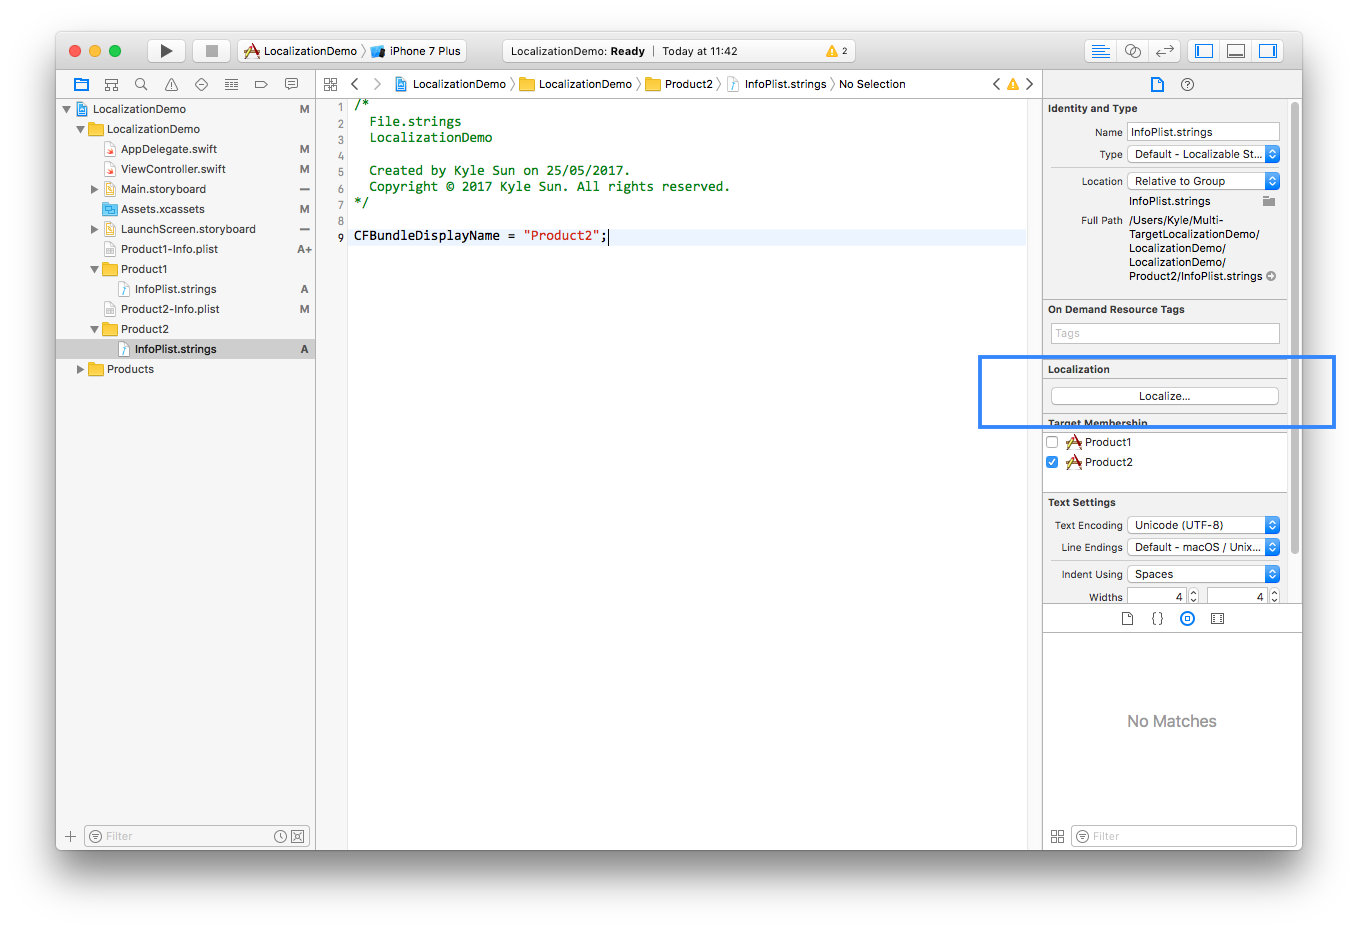 LocalizationDemo
iPhone 7 Plus
LocalizationDemo: Ready
Today at 11:42
2
LocalizationDemo
LocalizationDemo
Product2
InfoPlist.strings
No Selection
LocalizationDemo M
LocalizationDemo
AppDelegate.swift M
ViewController.swift M
Main.storyboard
Assets.xcassets M
LaunchScreen.storyboard
Product1-Info.plist A+
Product1
InfoPlist.strings A
Product2-Info.plist M
Product2
InfoPlist.strings A
Products
Filter
1 /*
2 File.strings
3 LocalizationDemo
4
5 Created by Kyle Sun on 25/05/2017.
6 Copyright © 2017 Kyle Sun. All rights reserved.
7 */
8
9 CFBundleDisplayName = "Product2";
Identity and Type
Name InfoPlist.strings
Type Default - Localizable St...
Location Relative to Group
InfoPlist.strings
Full Path /Users/Kyle/Multi-
TargetLocalizationDemo/
LocalizationDemo/
LocalizationDemo/
Product2/InfoPlist.strings
On Demand Resource Tags
Tags
Localization
Localize...
Target Membership
Product1
Product2
Text Settings
Text Encoding Unicode (UTF-8)
Line Endings Default - macOS / Unix...
Indent Using Spaces
Widths 4 4
{ }
No Matches
Filter